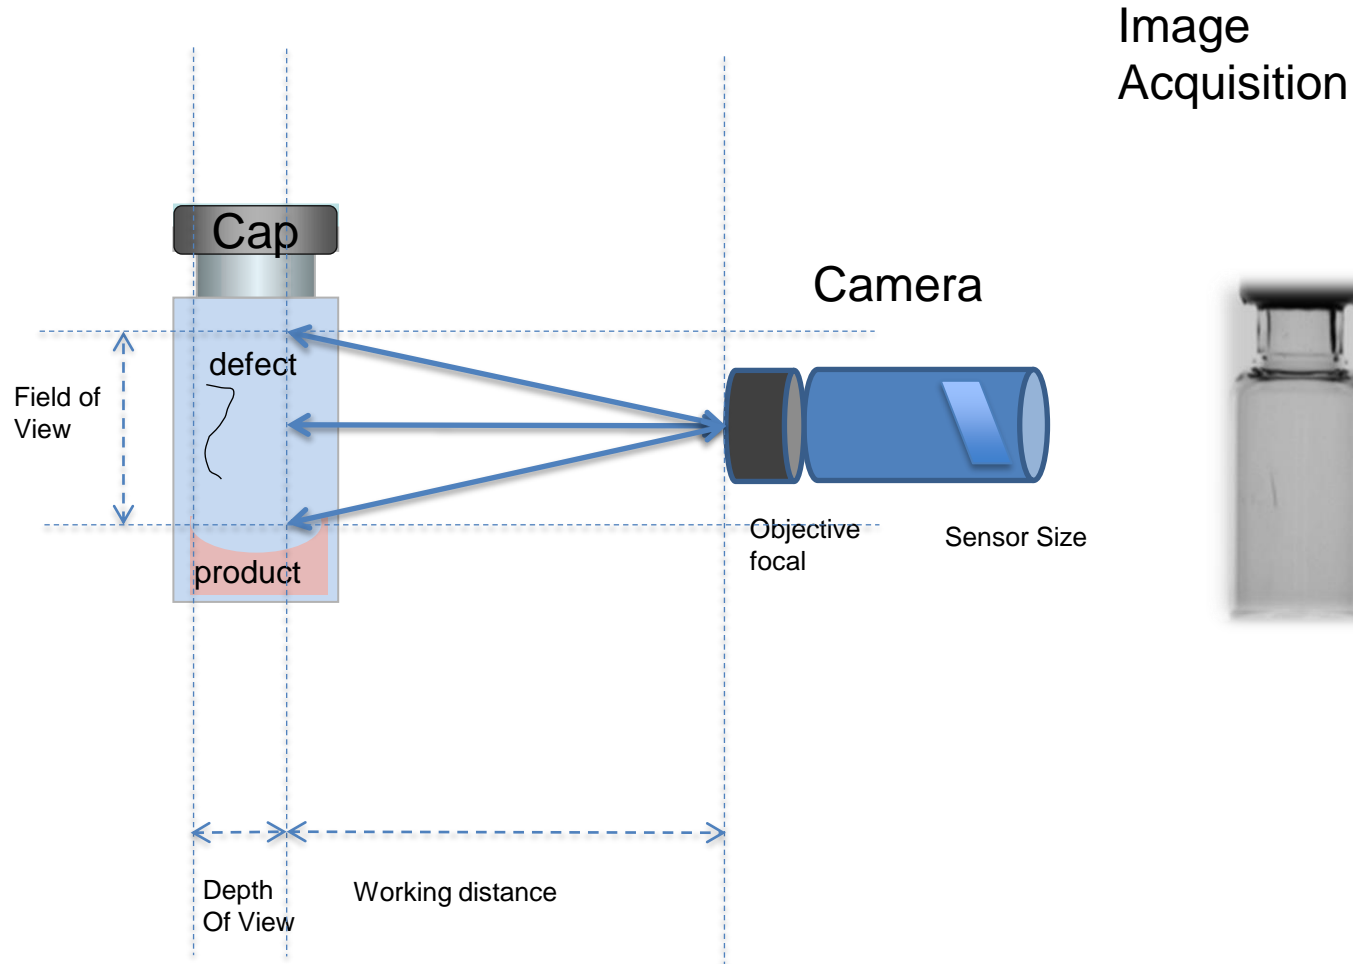 Image
Acquisition
Cap
Camera
defect
Field of
View
Objective
focal
Sensor Size
product
Depth
Of View
Working distance